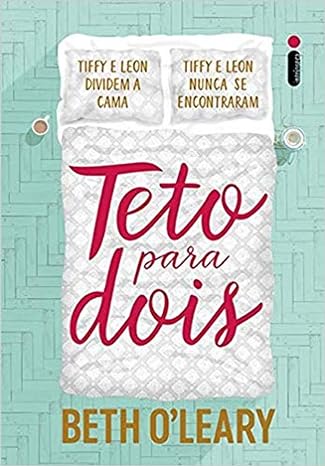 TIFFY E LEON
DIVIDEM A
CAMA
TIFFY E LEON
NUNCA SE
ENCONTRARAM
Teto
para
dois
BETH O'LEARY